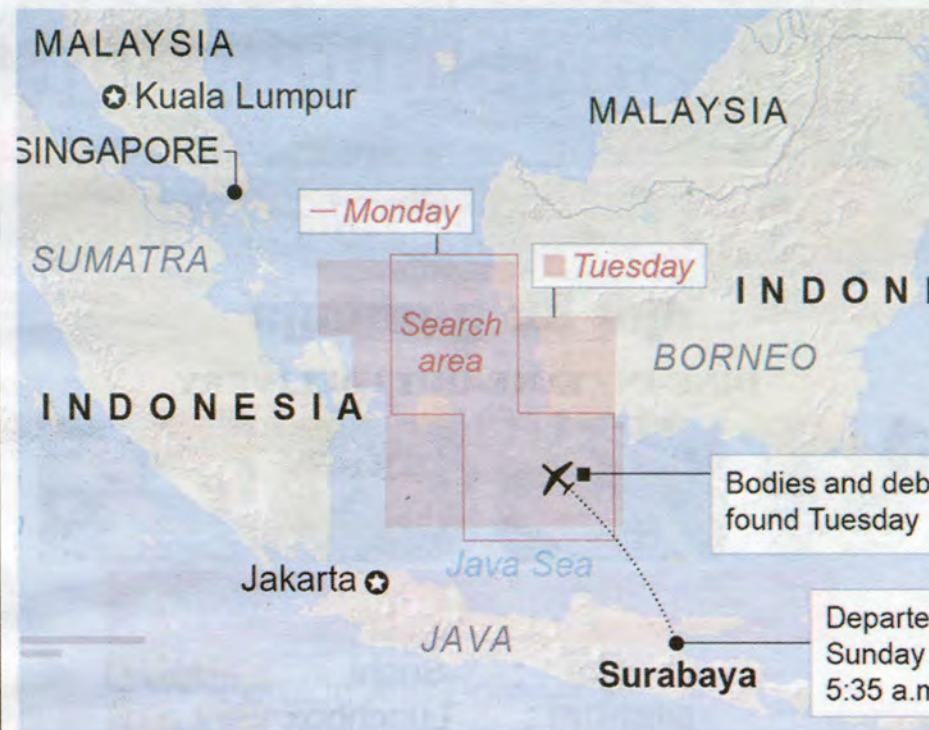 MALAYSIA
Kuala Lumpur
MALAYSIA
SINGAPORE
Monday
SUMATRA
Tuesday
INDONE
Search
area
BORNEO
INDONESIA
Bodies and deb
found Tuesday
Java Sea
Jakarta
Departe
Sunday
5:35 a.m
JAVA
Surabaya